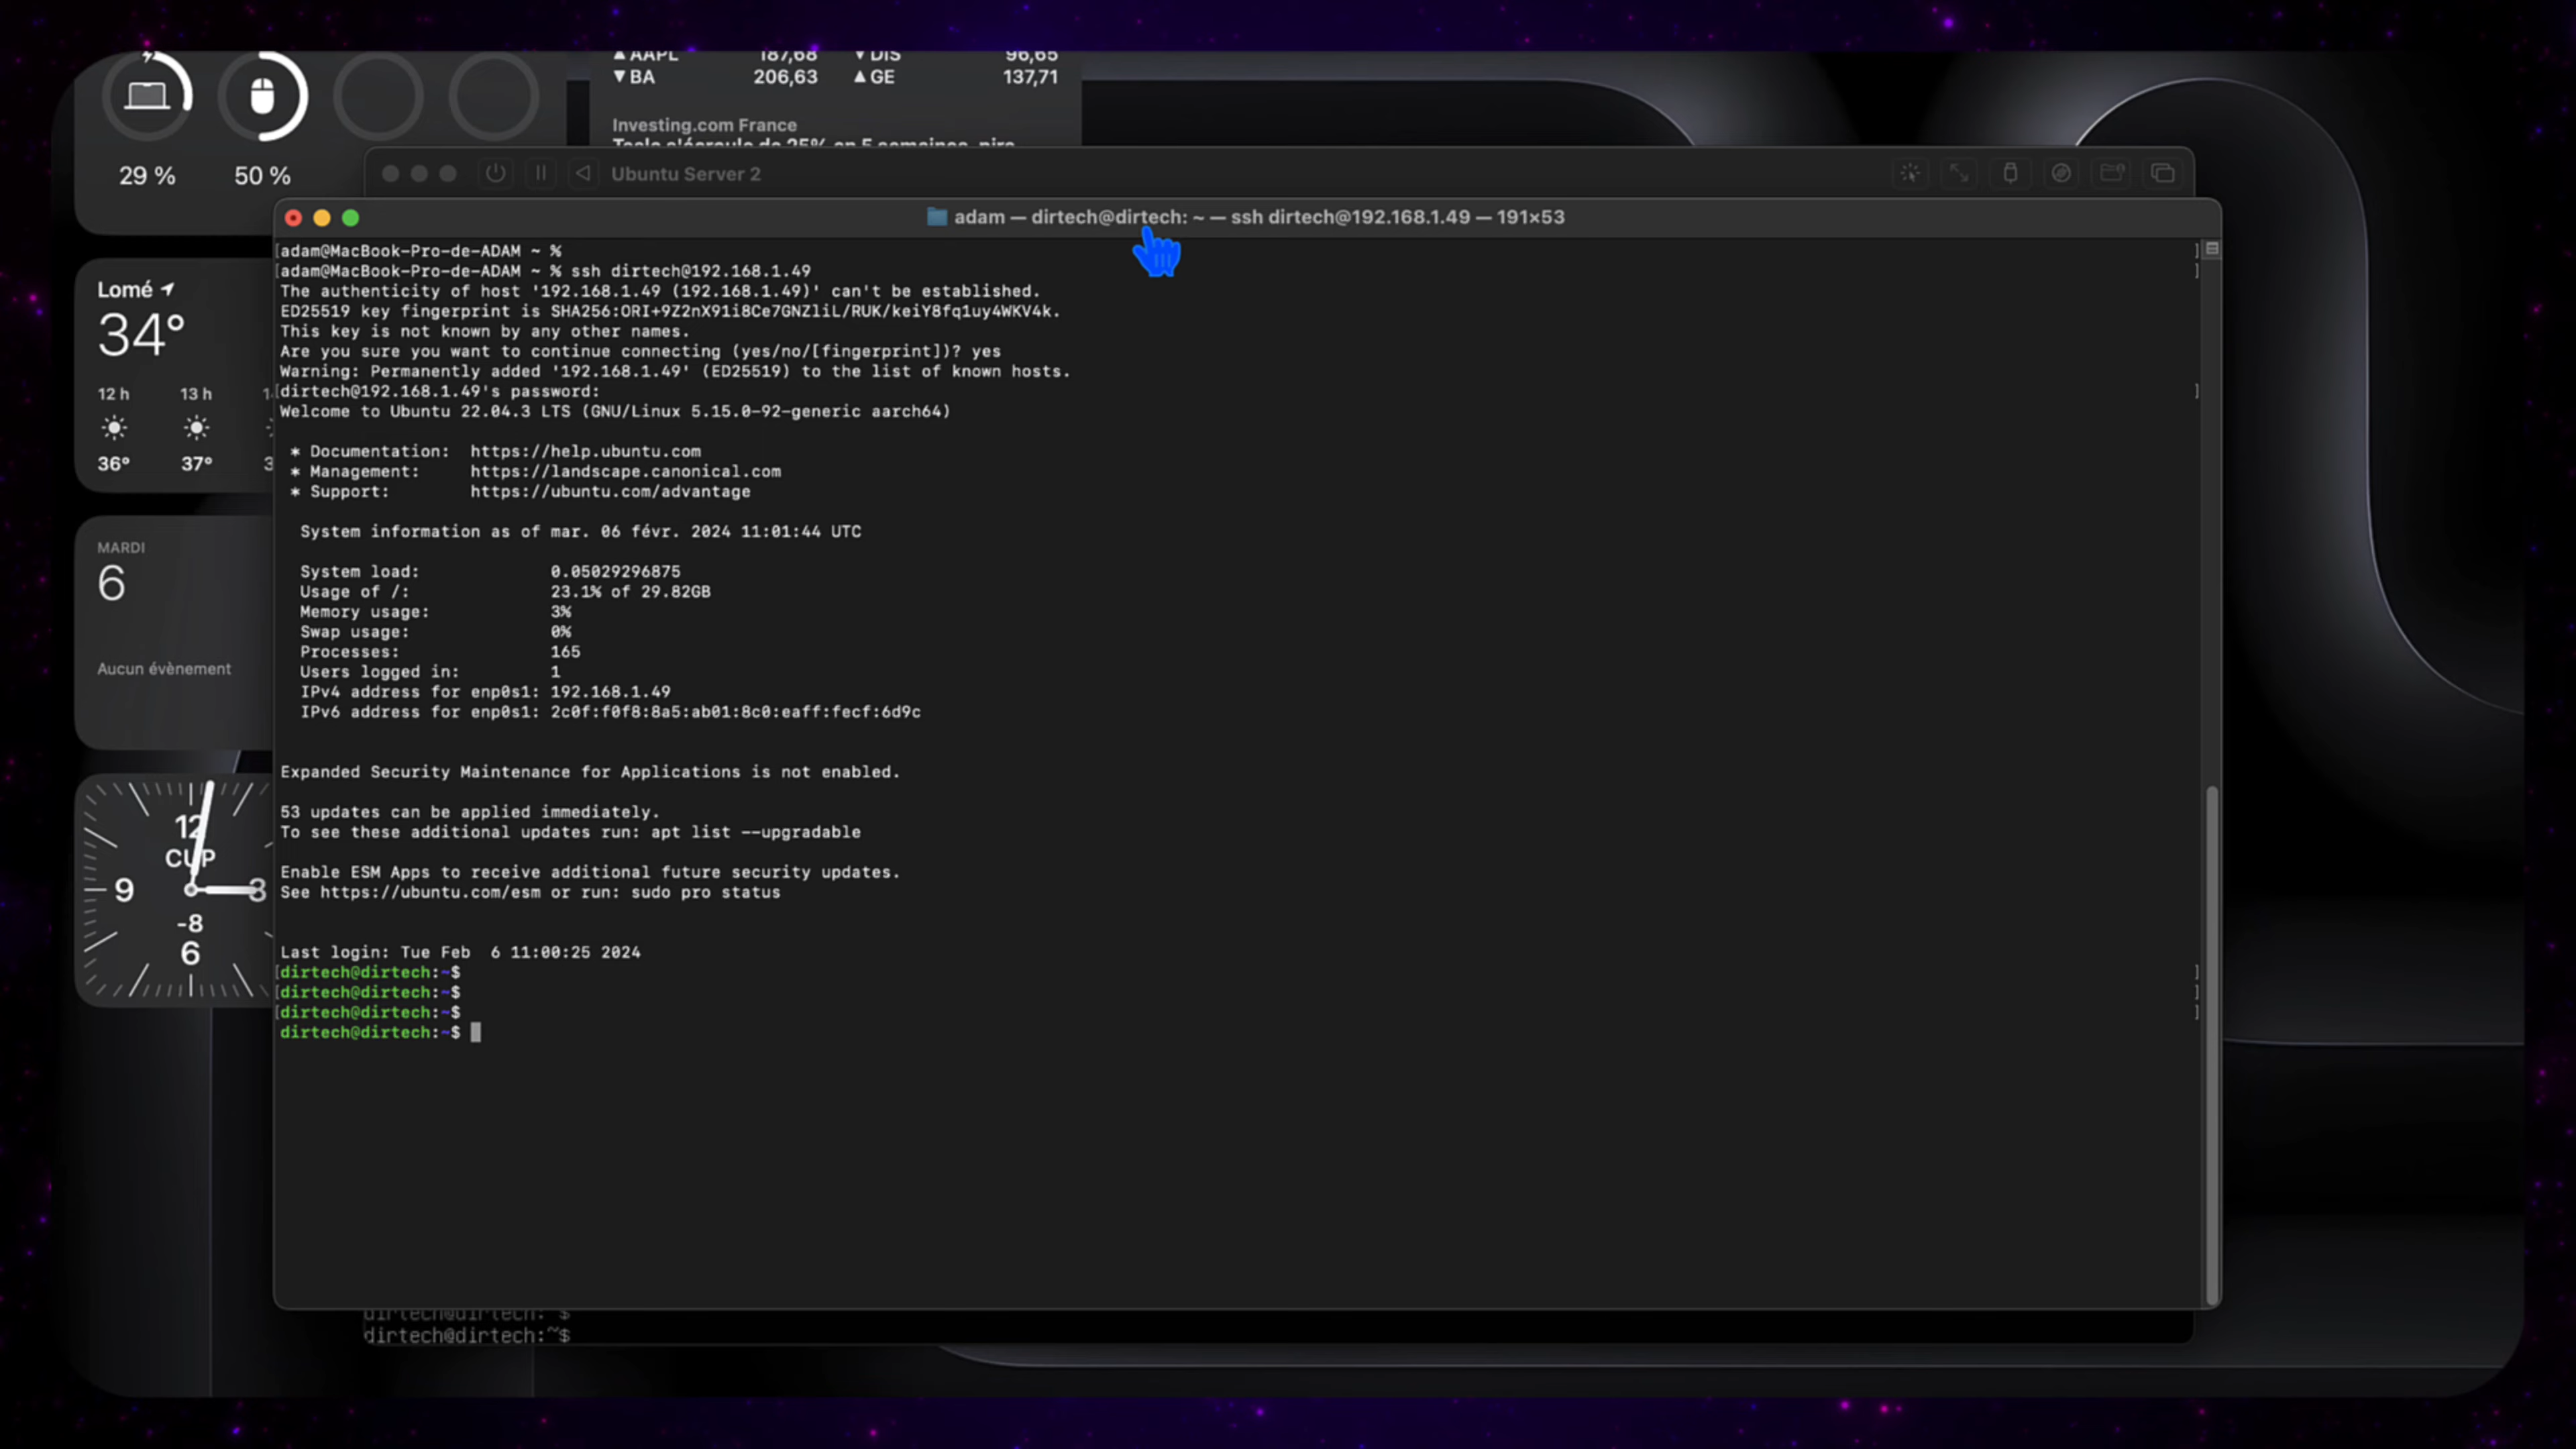 ▲AAPL 187,68 ▼DIS 96,65
▼BA 206,63 ▲GE 137,71
Investing.com France
Tesla s'écroule de 25% en 5 semaines, pire
29 % 50 %
Ubuntu Server 2
adam — dirtech@dirtech: ~ — ssh dirtech@192.168.1.49 — 191×53
Lomé
34°
12 h 13 h
36° 37°
MARDI
6
Aucun évènement
12
CUP
9 3
-8
6
[adam@MacBook-Pro-de-ADAM ~ % ]
[adam@MacBook-Pro-de-ADAM ~ % ssh dirtech@192.168.1.49 ]
The authenticity of host '192.168.1.49 (192.168.1.49)' can't be established.
ED25519 key fingerprint is SHA256:ORI+9Z2nX91i8Ce7GNZliL/RUK/keiY8fq1uy4WKV4k.
This key is not known by any other names.
Are you sure you want to continue connecting (yes/no/[fingerprint])? yes
Warning: Permanently added '192.168.1.49' (ED25519) to the list of known hosts.
[dirtech@192.168.1.49's password: ]
Welcome to Ubuntu 22.04.3 LTS (GNU/Linux 5.15.0-92-generic aarch64)
* Documentation: https://help.ubuntu.com
* Management: https://landscape.canonical.com
* Support: https://ubuntu.com/advantage
System information as of mar. 06 févr. 2024 11:01:44 UTC
System load: 0.05029296875
Usage of /: 23.1% of 29.82GB
Memory usage: 3%
Swap usage: 0%
Processes: 165
Users logged in: 1
IPv4 address for enp0s1: 192.168.1.49
IPv6 address for enp0s1: 2c0f:f0f8:8a5:ab01:8c0:eaff:fecf:6d9c
Expanded Security Maintenance for Applications is not enabled.
53 updates can be applied immediately.
To see these additional updates run: apt list --upgradable
Enable ESM Apps to receive additional future security updates.
See https://ubuntu.com/esm or run: sudo pro status
Last login: Tue Feb  6 11:00:25 2024
[dirtech@dirtech:~$ ]
[dirtech@dirtech:~$ ]
[dirtech@dirtech:~$ ]
dirtech@dirtech:~$
dirtech@dirtech:~$
dirtech@dirtech:~$